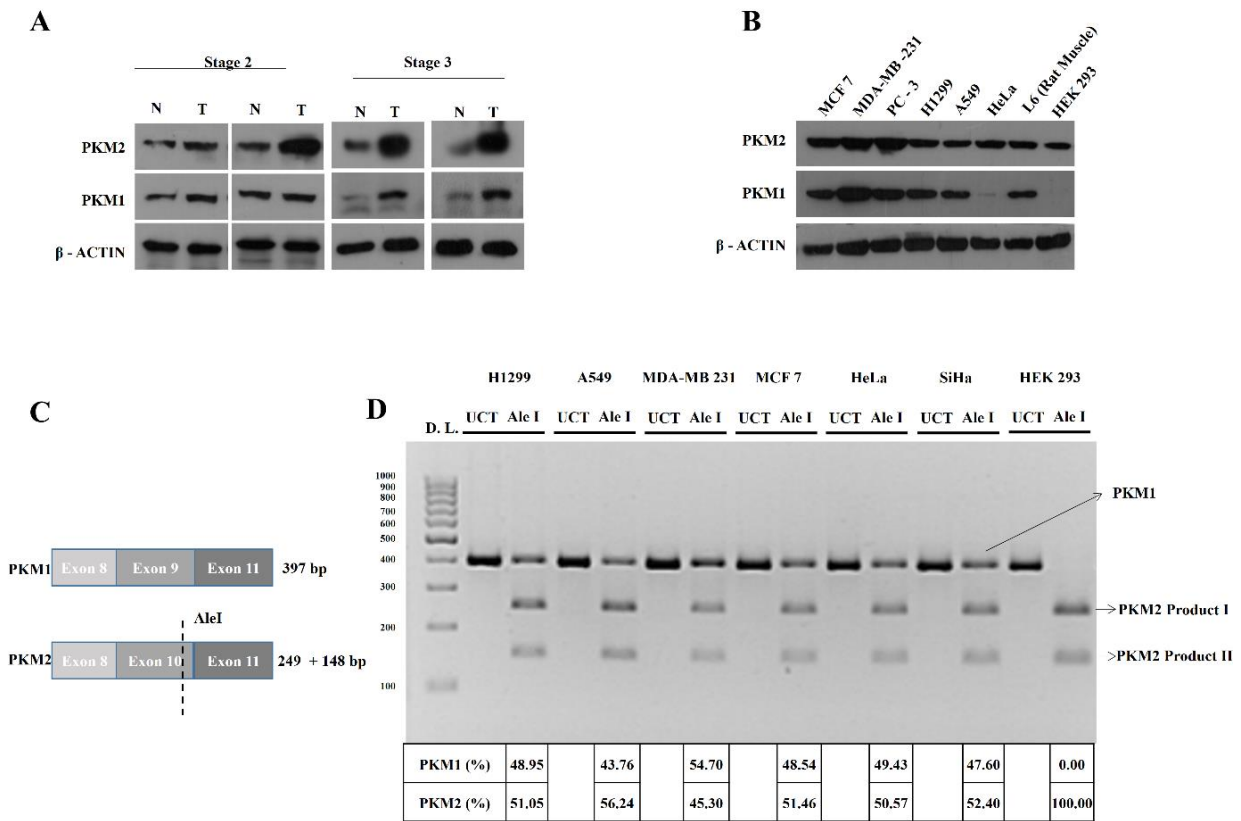 A
Stage 2
Stage 3
N T N T N T N T
PKM2
PKM1
β - ACTIN
B
MCF 7
MDA-MB -231
PC - 3
H1299
A549
HeLa
L6 (Rat Muscle)
HEK 293
PKM2
PKM1
β - ACTIN
C
PKM1 Exon 8 Exon 9 Exon 11 397 bp
AleI
PKM2 Exon 8 Exon 10 Exon 11 249 + 148 bp
D
H1299 A549 MDA-MB 231 MCF 7 HeLa SiHa HEK 293
D. L. UCT Ale I UCT Ale I UCT Ale I UCT Ale I UCT Ale I UCT Ale I UCT Ale I
1000
900
800
700
600
500
400
300
200
100
PKM1
PKM2 Product I
PKM2 Product II
PKM1 (%) 48.95 43.76 54.70 48.54 49.43 47.60 0.00
PKM2 (%) 51.05 56.24 45.30 51.46 50.57 52.40 100.00